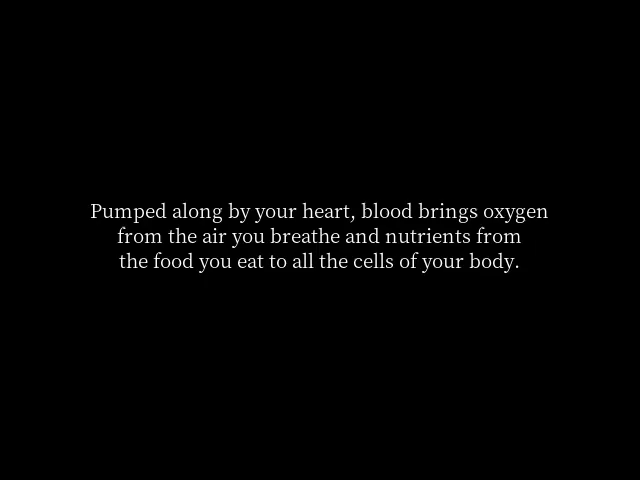 Pumped along by your heart, blood brings oxygen
from the air you breathe and nutrients from
the food you eat to all the cells of your body.